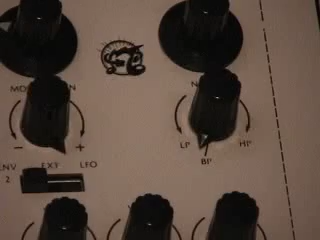 MO N N
- +
LP HP
BP
ENV EXT LFO
2